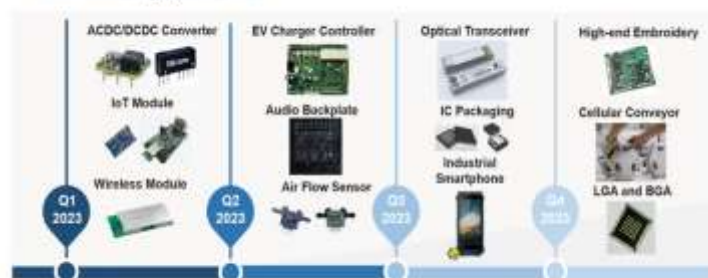 ACDC/DCDC Converter
IoT Module
Wireless Module
Q1
2023
EV Charger Controller
Audio Backplate
Air Flow Sensor
Q2
2023
Optical Transceiver
IC Packaging
Industrial
Smartphone
Q3
2023
High-end Embroidery
Cellular Conveyor
LGA and BGA
Q4
2023